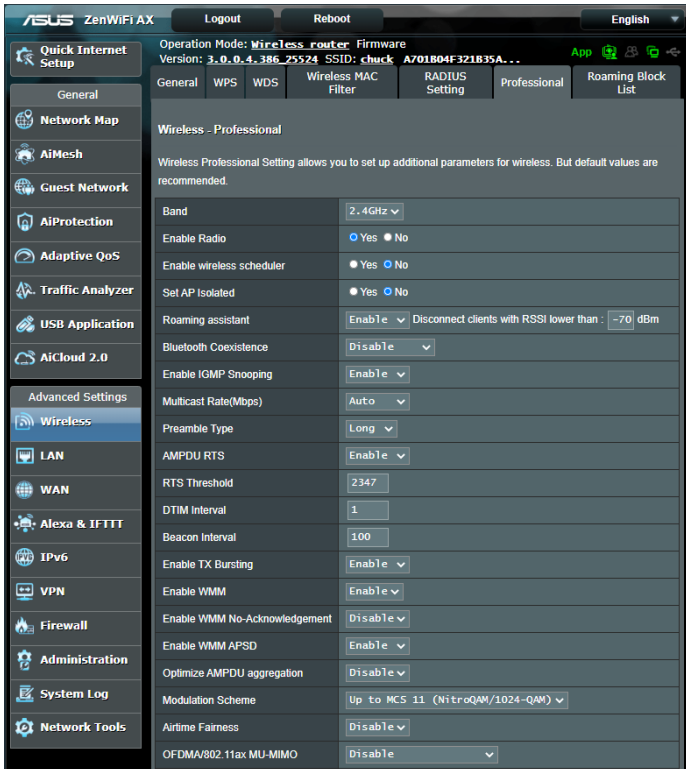 ASUS ZenWiFi AX
Logout
Reboot
English
Quick Internet
Setup
Operation Mode: Wireless router Firmware
Version: 3.0.0.4.386_25524 SSID: chuck A701B04F321B35A...
App
General
WPS
WDS
Wireless MAC
Filter
RADIUS
Setting
Professional
Roaming Block
List
General
Network Map
AiMesh
Guest Network
AiProtection
Adaptive QoS
Traffic Analyzer
USB Application
AiCloud 2.0
Advanced Settings
Wireless
LAN
WAN
Alexa & IFTTT
IPv6
VPN
Firewall
Administration
System Log
Network Tools
Wireless - Professional
Wireless Professional Setting allows you to set up additional parameters for wireless. But default values are
recommended.
Band 2.4GHz
Enable Radio Yes No
Enable wireless scheduler Yes No
Set AP Isolated Yes No
Roaming assistant Enable Disconnect clients with RSSI lower than : -70 dBm
Bluetooth Coexistence Disable
Enable IGMP Snooping Enable
Multicast Rate(Mbps) Auto
Preamble Type Long
AMPDU RTS Enable
RTS Threshold 2347
DTIM Interval 1
Beacon Interval 100
Enable TX Bursting Enable
Enable WMM Enable
Enable WMM No-Acknowledgement Disable
Enable WMM APSD Enable
Optimize AMPDU aggregation Disable
Modulation Scheme Up to MCS 11 (NitroQAM/1024-QAM)
Airtime Fairness Disable
OFDMA/802.11ax MU-MIMO Disable